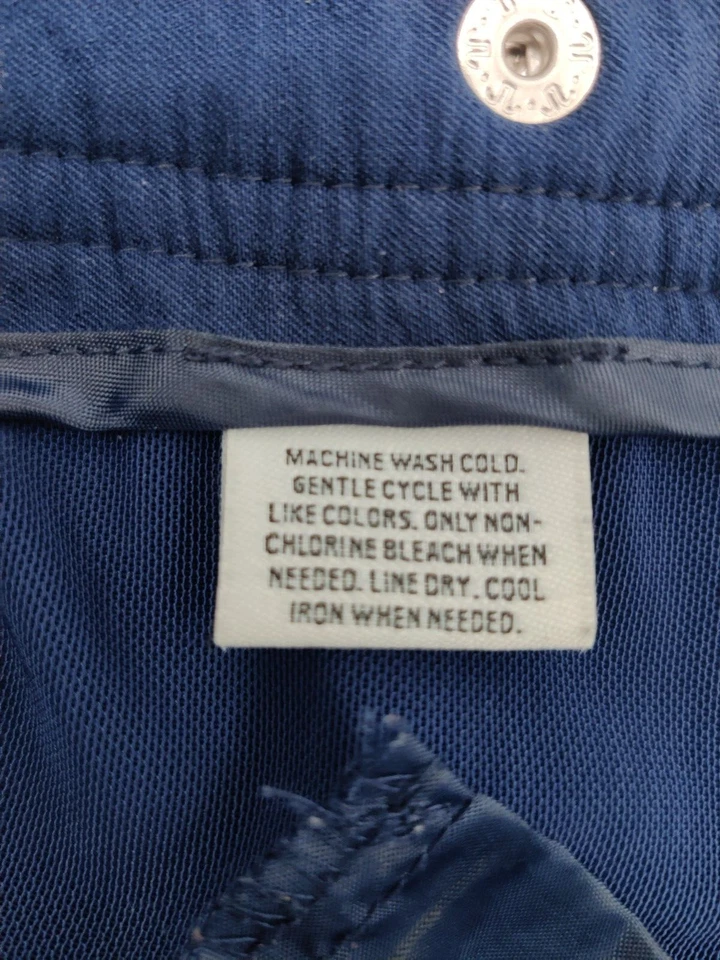 MACHINE WASH COLD.
GENTLE CYCLE WITH
LIKE COLORS. ONLY NON-
CHLORINE BLEACH WHEN
NEEDED. LINE DRY. COOL
IRON WHEN NEEDED.